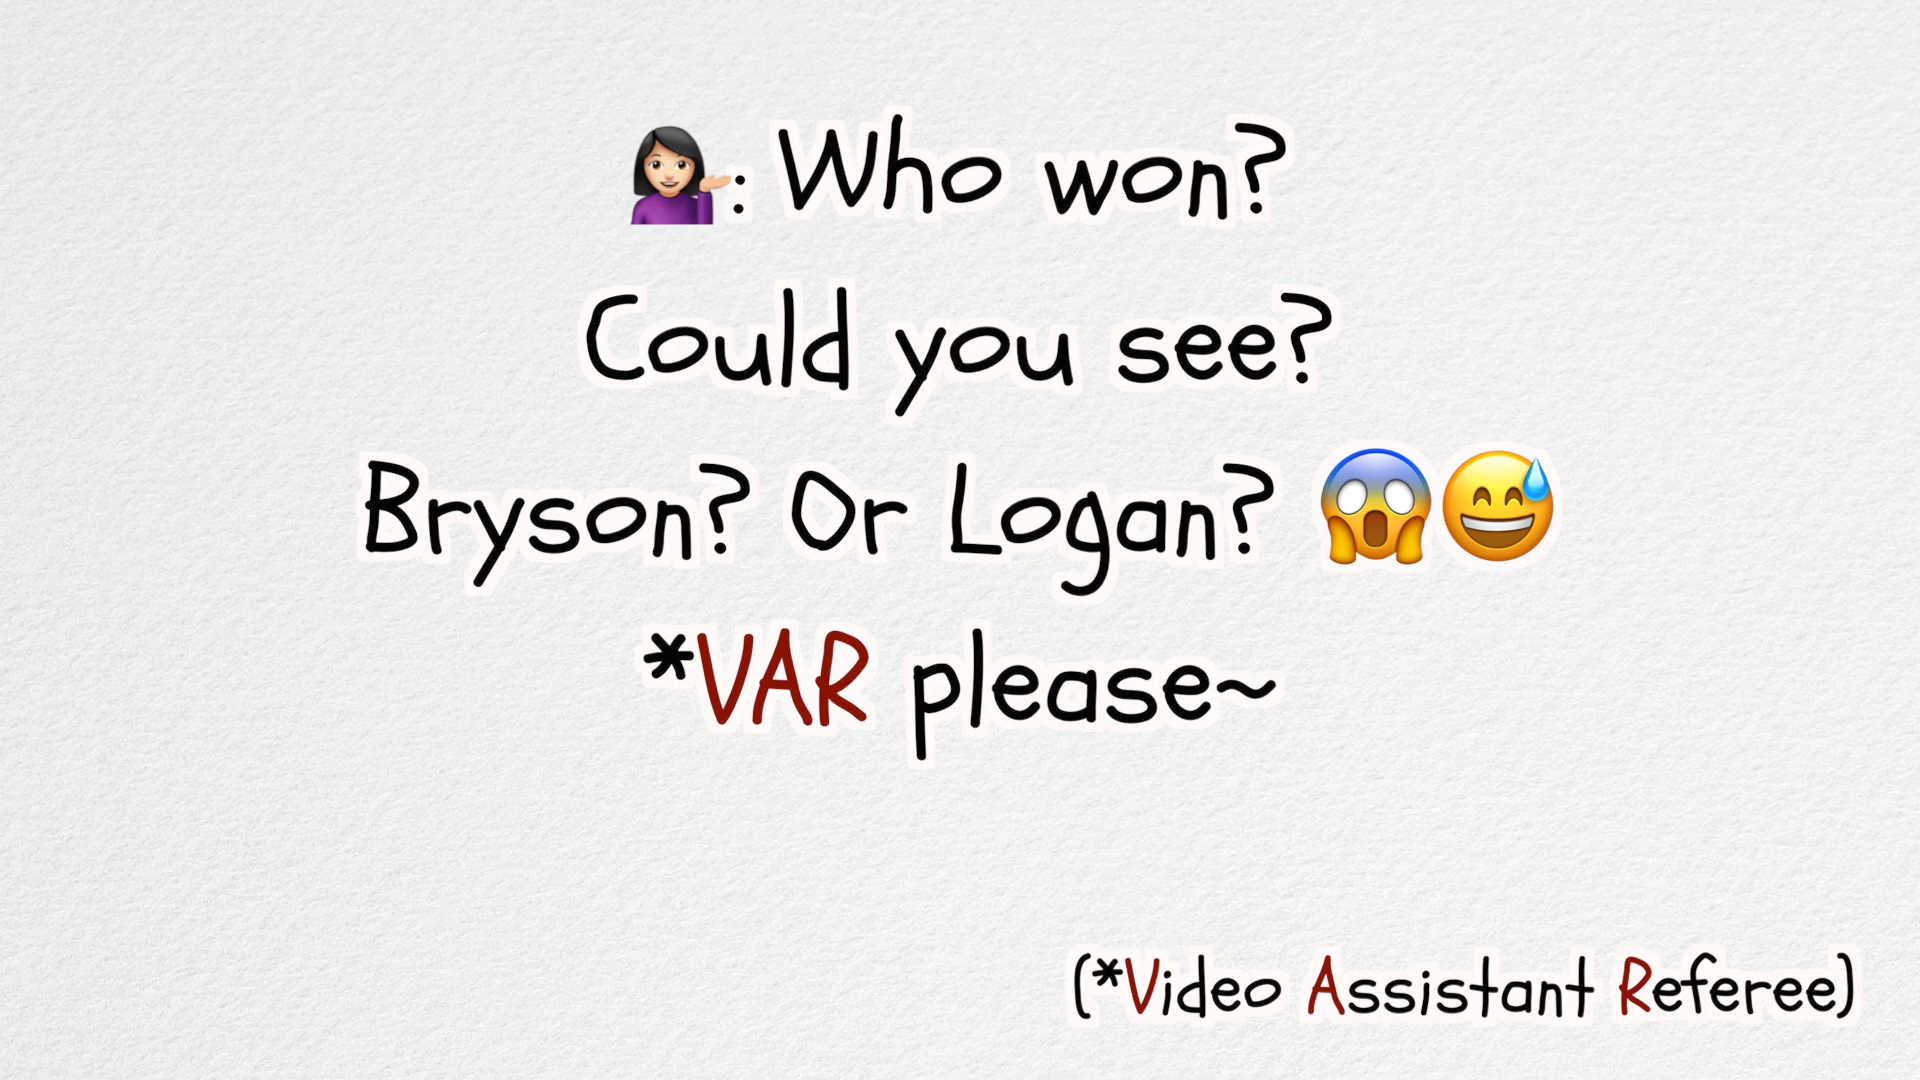 💁🏻‍♀️: Who won?
Could you see?
Bryson? Or Logan? 😱😅
*VAR please~
(*Video Assistant Referee)